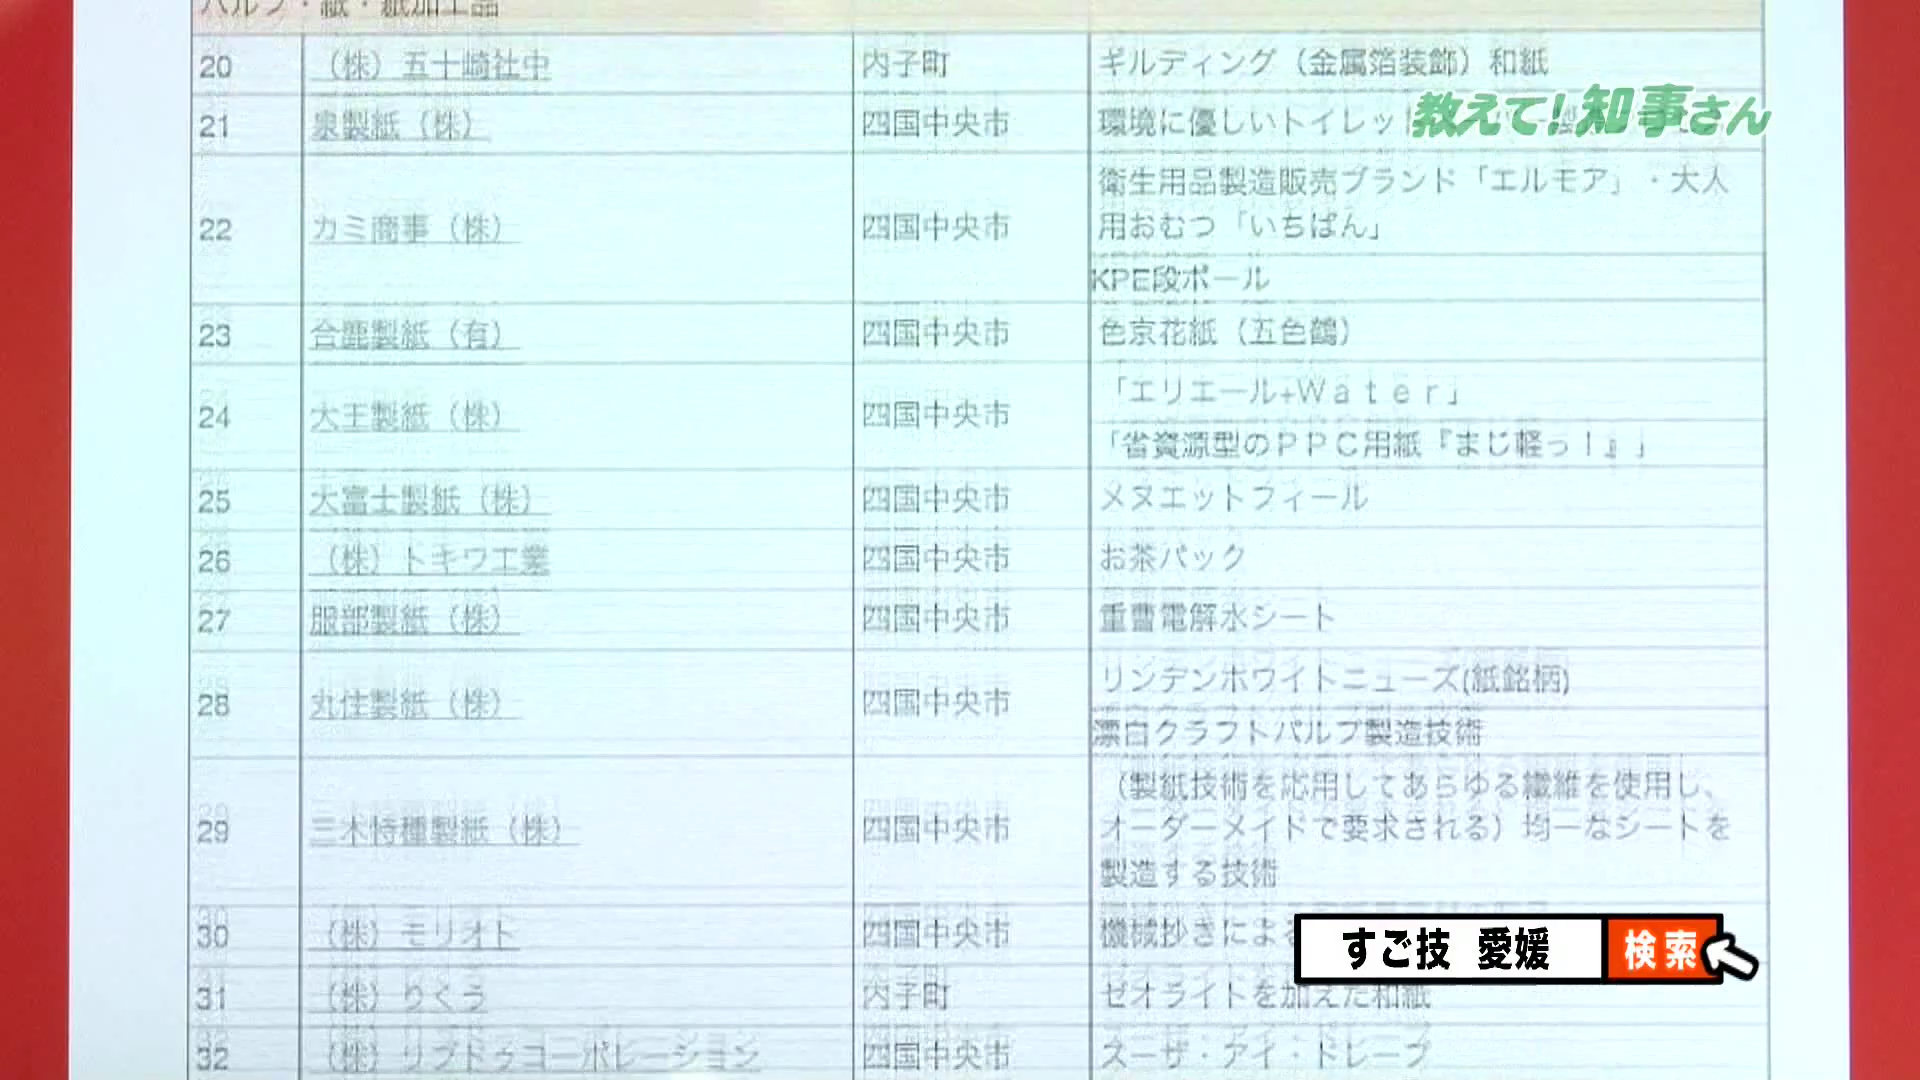 パルプ・紙・紙加工品
20 （株）五十崎社中 内子町 ギルディング（金属箔装飾）和紙
教えて!知事さん
21 泉製紙（株） 四国中央市 環境に優しいトイレッ
22 カミ商事（株） 四国中央市 衛生用品製造販売ブランド「エルモア」・大人
用おむつ「いちばん」
KPE段ボール
23 合鹿製紙（有） 四国中央市 色京花紙（五色鶴）
24 大王製紙（株） 四国中央市 「エリエール+Ｗａｔｅｒ」
「省資源型のＰＰＣ用紙『まじ軽っ！』」
25 大富士製紙（株） 四国中央市 メヌエットフィール
26 （株）トキワ工業 四国中央市 お茶パック
27 服部製紙（株） 四国中央市 重曹電解水シート
28 丸住製紙（株） 四国中央市 リンデンホワイトニューズ(紙銘柄)
漂白クラフトパルプ製造技術
29 三木特種製紙（株） 四国中央市 （製紙技術を応用してあらゆる繊維を使用し、
オーダーメイドで要求される）均一なシートを
製造する技術
30 （株）モリオト 四国中央市 機械抄きによる
すご技 愛媛 検索
31 （株）りくう 内子町 ゼオライトを加えた和紙
32 （株）リブドゥコーポレーション 四国中央市 スーザ・アイ・ドレープ